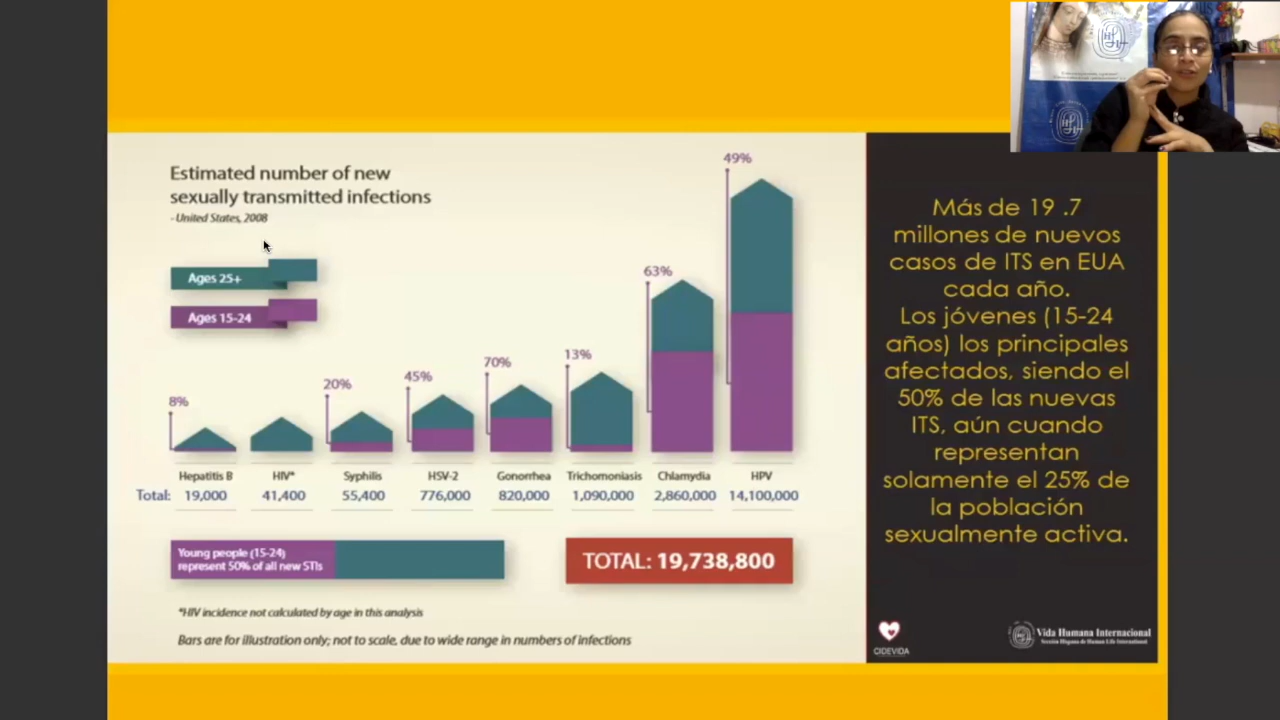 Estimated number of new
sexually transmitted infections
- United States, 2008
Ages 25+
Ages 15-24
8%
20%
45%
70%
13%
63%
49%
Hepatitis B HIV* Syphilis HSV-2 Gonorrhea Trichomoniasis Chlamydia HPV
Total: 19,000 41,400 55,400 776,000 820,000 1,090,000 2,860,000 14,100,000
Young people (15-24)
represent 50% of all new STIs
TOTAL: 19,738,800
*HIV incidence not calculated by age in this analysis
Bars are for illustration only; not to scale, due to wide range in numbers of infections
Más de 19 .7
millones de nuevos
casos de ITS en EUA
cada año.
Los jóvenes (15-24
años) los principales
afectados, siendo el
50% de las nuevas
ITS, aún cuando
representan
solamente el 25% de
la población
sexualmente activa.
CIDEVIDA
Vida Humana Internacional
Sección Hispana de Human Life International